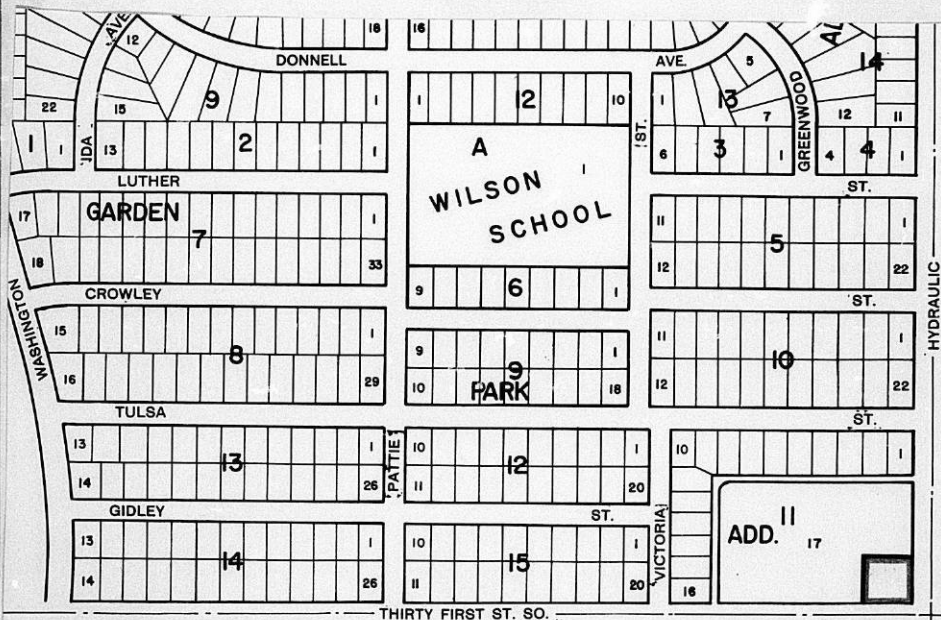 18 16
AVE
12
DONNELL AVE.
5 AL 14
22 15 9 1 1 12 10 1 13 7 GREENWOOD 12 11
1 1 IDA 13 2 1 A 1 ST. 6 3 1 4 4 1
LUTHER ST.
WILSON
SCHOOL
17 GARDEN 7 1 11 5 1
18 33 12 22
9 6 1
CROWLEY ST.
WASHINGTON
HYDRAULIC
15 8 1 9 9 1 11 10 1
16 29 10 PARK 18 12 22
TULSA ST.
13 13 1 PATTIE 10 12 1 10 1
14 26 11 20
GIDLEY ST.
VICTORIA
ADD. 11 17
13 14 1 10 15 1
14 26 11 20 16
THIRTY FIRST ST. SO.